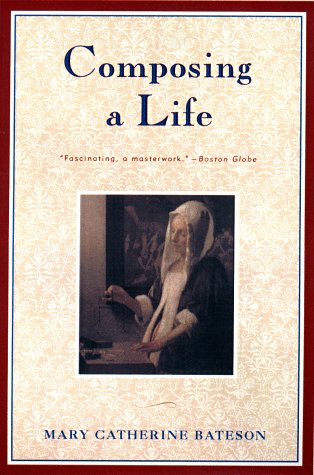 Composing
a Life
"Fascinating, a masterwork." —Boston Globe
MARY CATHERINE BATESON